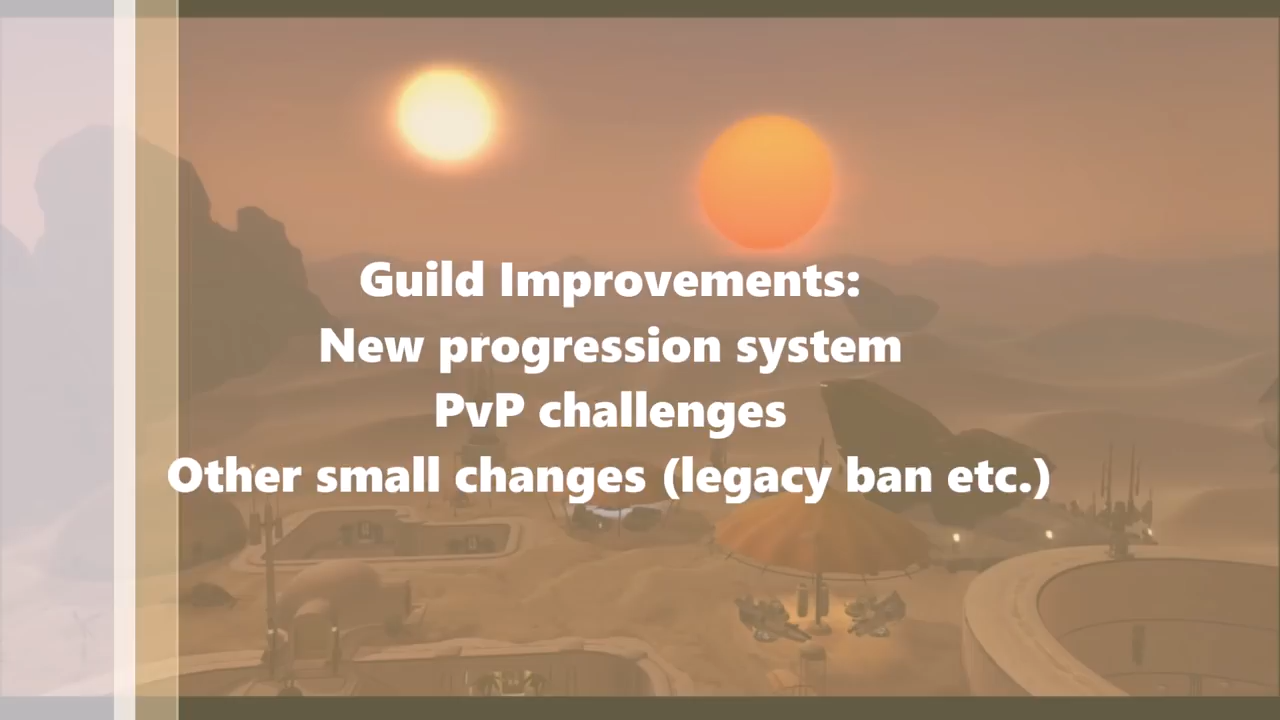 Guild Improvements:
New progression system
PvP challenges
Other small changes (legacy ban etc.)